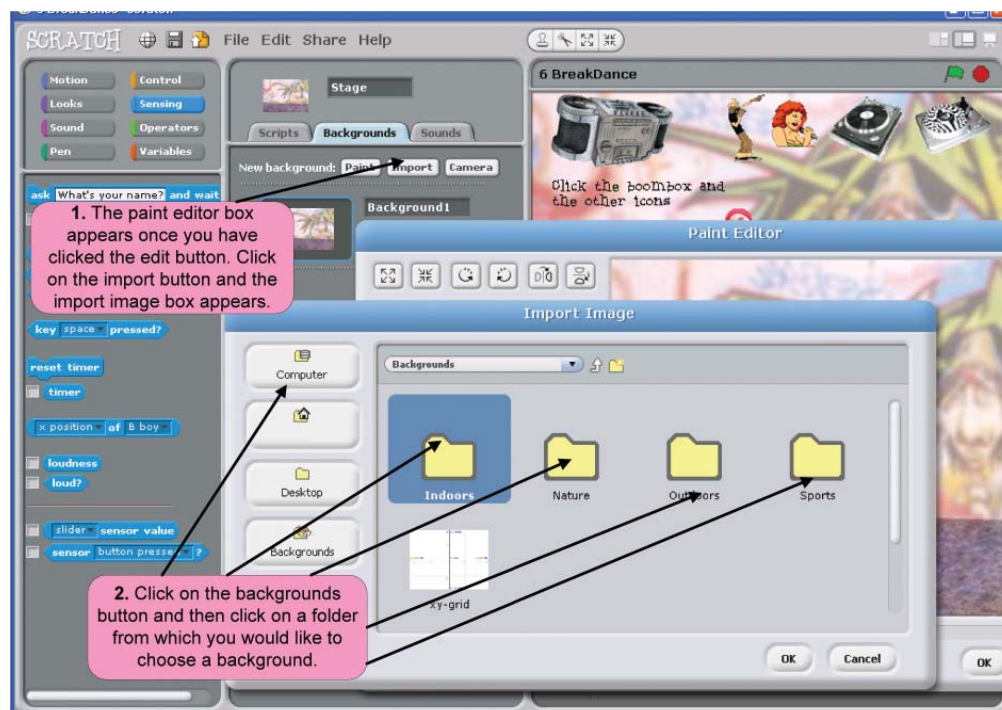 SCRATCH File Edit Share Help
Motion Control
Looks Sensing
Sound Operators
Pen Variables
Stage
Scripts Backgrounds Sounds
New background: Paint Import Camera
Background1
6 BreakDance
Click the boombox and
the other icons
ask What's your name? and wait
1. The paint editor box
appears once you have
clicked the edit button. Click
on the import button and the
import image box appears.
key space pressed?
reset timer
timer
x position of B boy
loudness
loud?
slider sensor value
sensor button presse ?
Paint Editor
Import Image
Computer
Desktop
Backgrounds
Backgrounds
Indoors Nature Outdoors Sports
xy-grid
2. Click on the backgrounds
button and then click on a folder
from which you would like to
choose a background.
OK Cancel
OK